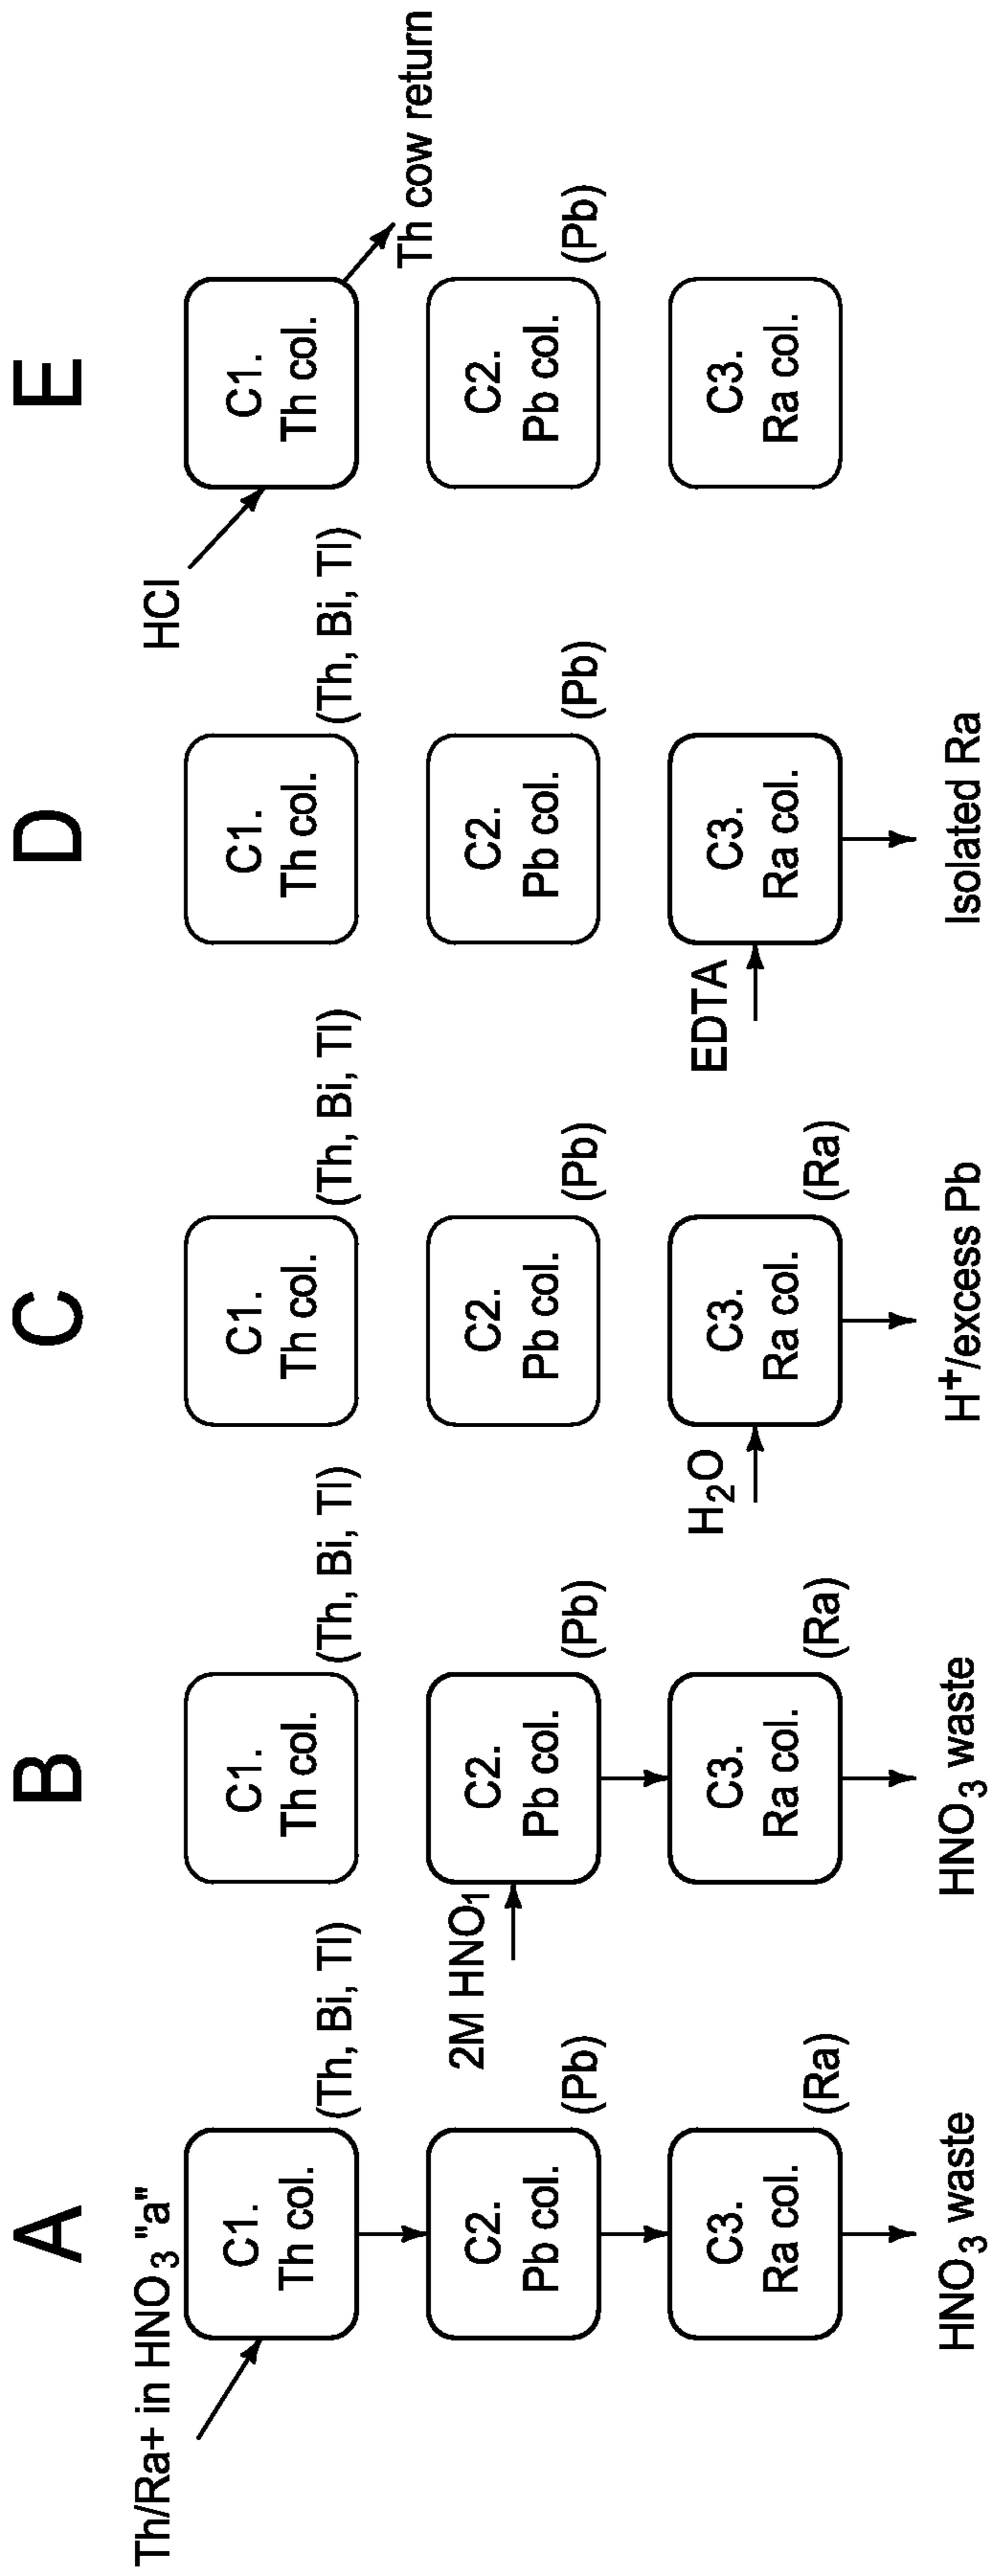 A
Th/Ra+ in HNO3 "a"
C1.
Th col.
(Th, Bi, Tl)
C2.
Pb col.
(Pb)
C3.
Ra col.
(Ra)
HNO3 waste
B
C1.
Th col.
(Th, Bi, Tl)
2M HNO1
C2.
Pb col.
(Pb)
C3.
Ra col.
(Ra)
HNO3 waste
C
C1.
Th col.
(Th, Bi, Tl)
C2.
Pb col.
(Pb)
H2O
C3.
Ra col.
(Ra)
H+/excess Pb
D
C1.
Th col.
(Th, Bi, Tl)
C2.
Pb col.
(Pb)
EDTA
C3.
Ra col.
Isolated Ra
E
HCl
C1.
Th col.
Th cow return
C2.
Pb col.
(Pb)
C3.
Ra col.